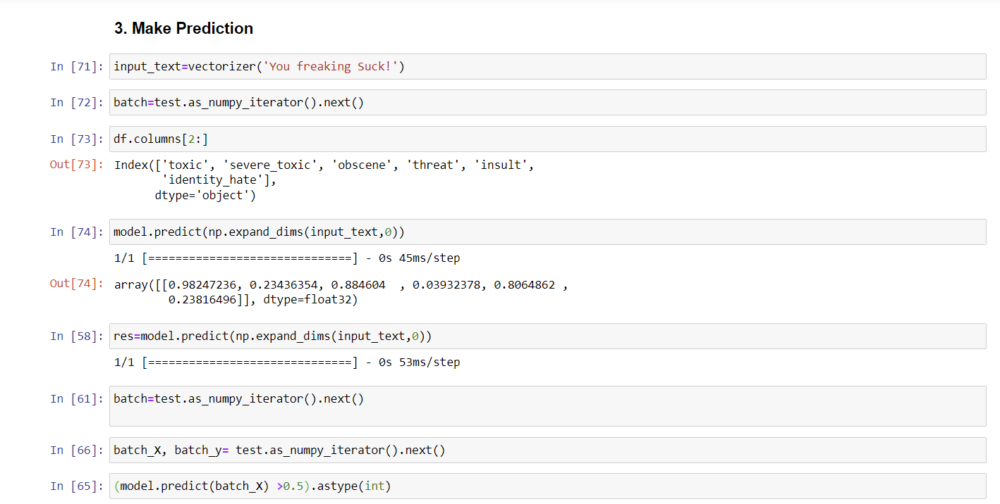 3. Make Prediction
In [71]: input_text=vectorizer('You freaking Suck!')
In [72]: batch=test.as_numpy_iterator().next()
In [73]: df.columns[2:]
Out[73]: Index(['toxic', 'severe_toxic', 'obscene', 'threat', 'insult',
'identity_hate'],
dtype='object')
In [74]: model.predict(np.expand_dims(input_text,0))
1/1 [==============================] - 0s 45ms/step
Out[74]: array([[0.98247236, 0.23436354, 0.884604  , 0.03932378, 0.8064862 ,
0.23816496]], dtype=float32)
In [58]: res=model.predict(np.expand_dims(input_text,0))
1/1 [==============================] - 0s 53ms/step
In [61]: batch=test.as_numpy_iterator().next()
In [66]: batch_X, batch_y= test.as_numpy_iterator().next()
In [65]: (model.predict(batch_X) >0.5).astype(int)